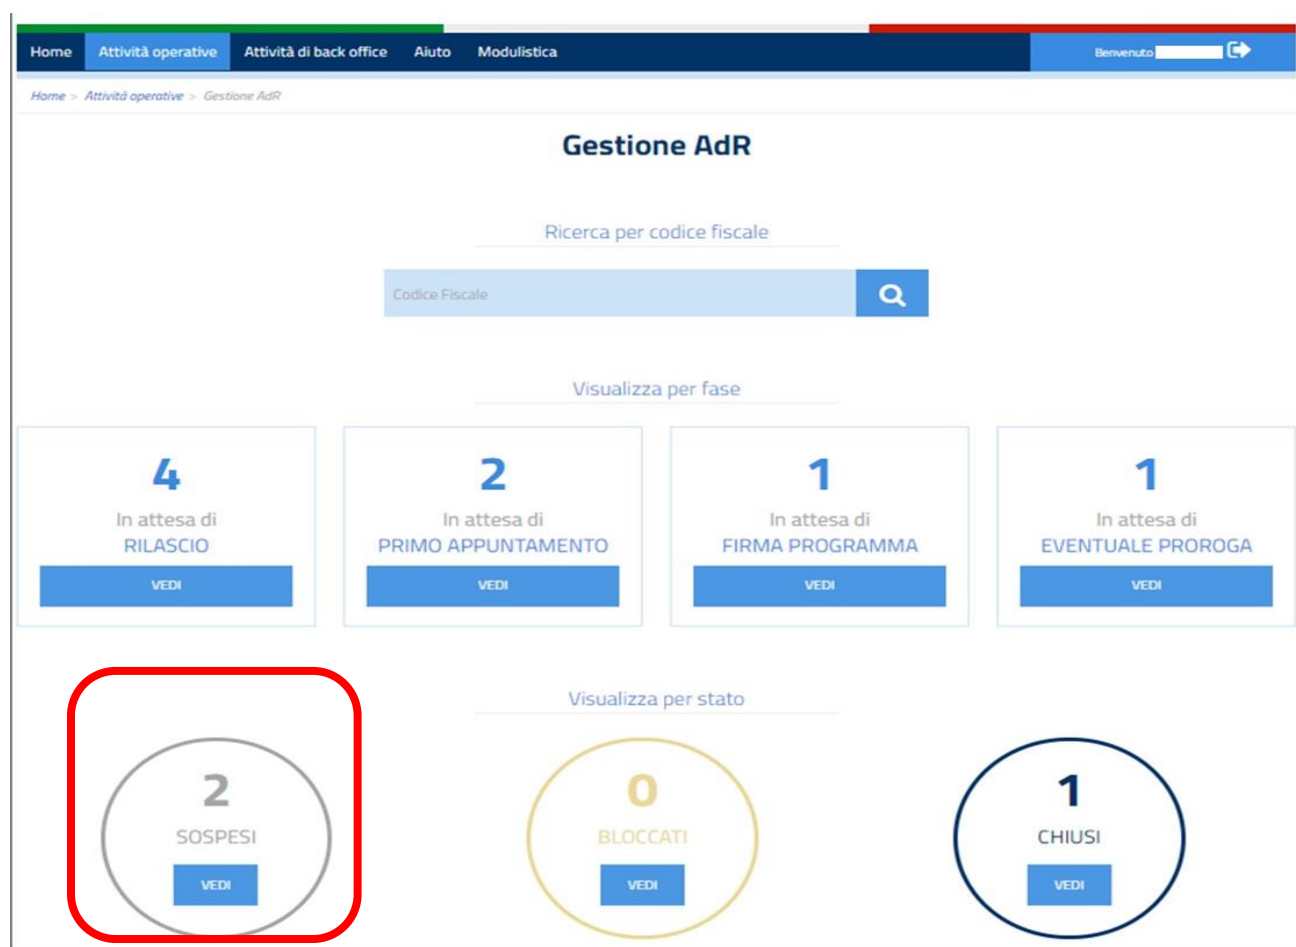 Home Attività operative Attività di back office Aiuto Modulistica Benvenuto
Home > Attività operative > Gestione AdR
Gestione AdR
Ricerca per codice fiscale
Codice Fiscale
Visualizza per fase
4 2 1 1
In attesa di In attesa di In attesa di In attesa di
RILASCIO PRIMO APPUNTAMENTO FIRMA PROGRAMMA EVENTUALE PROROGA
VEDI VEDI VEDI VEDI
Visualizza per stato
2 0 1
SOSPESI BLOCCATI CHIUSI
VEDI VEDI VEDI